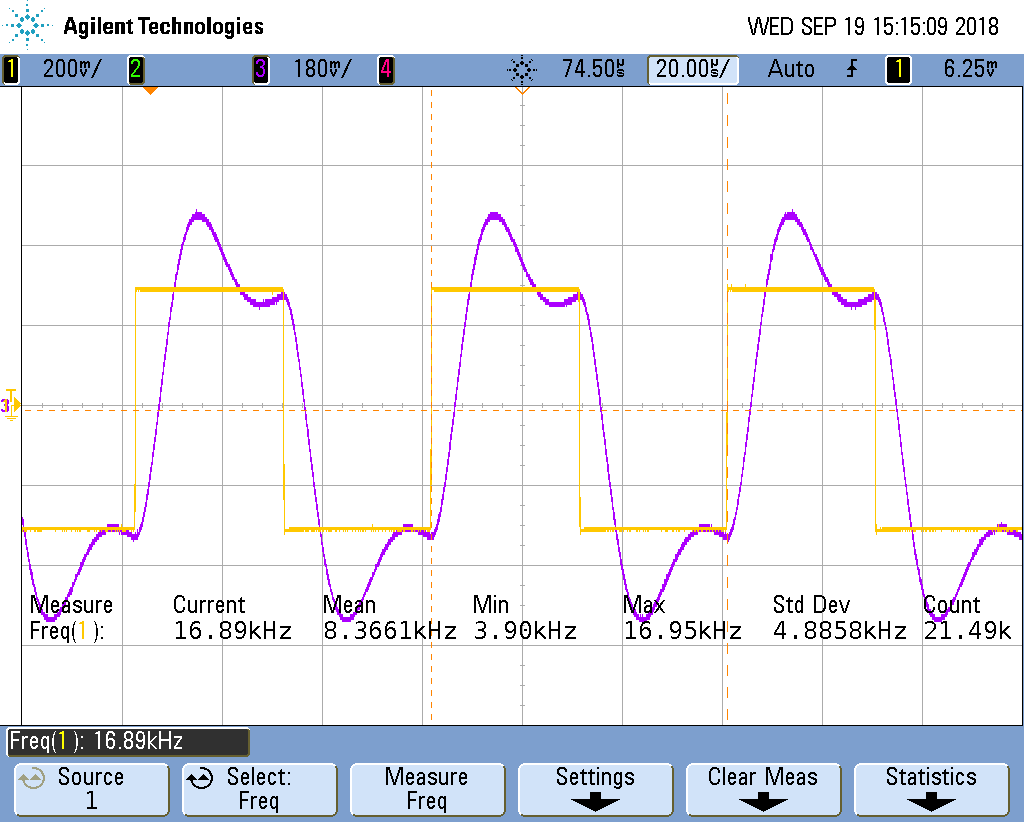 Agilent Technologies WED SEP 19 15:15:09 2018
1 200mV/ 2 3 180mV/ 4 74.50µs 20.00µs/ Auto 1 6.25mV
3
Measure Current Mean Min Max Std Dev Count
Freq(1): 16.89kHz 8.3661kHz 3.90kHz 16.95kHz 4.8858kHz 21.49k
Freq(1): 16.89kHz
Source Select: Measure Settings Clear Meas Statistics
1 Freq Freq